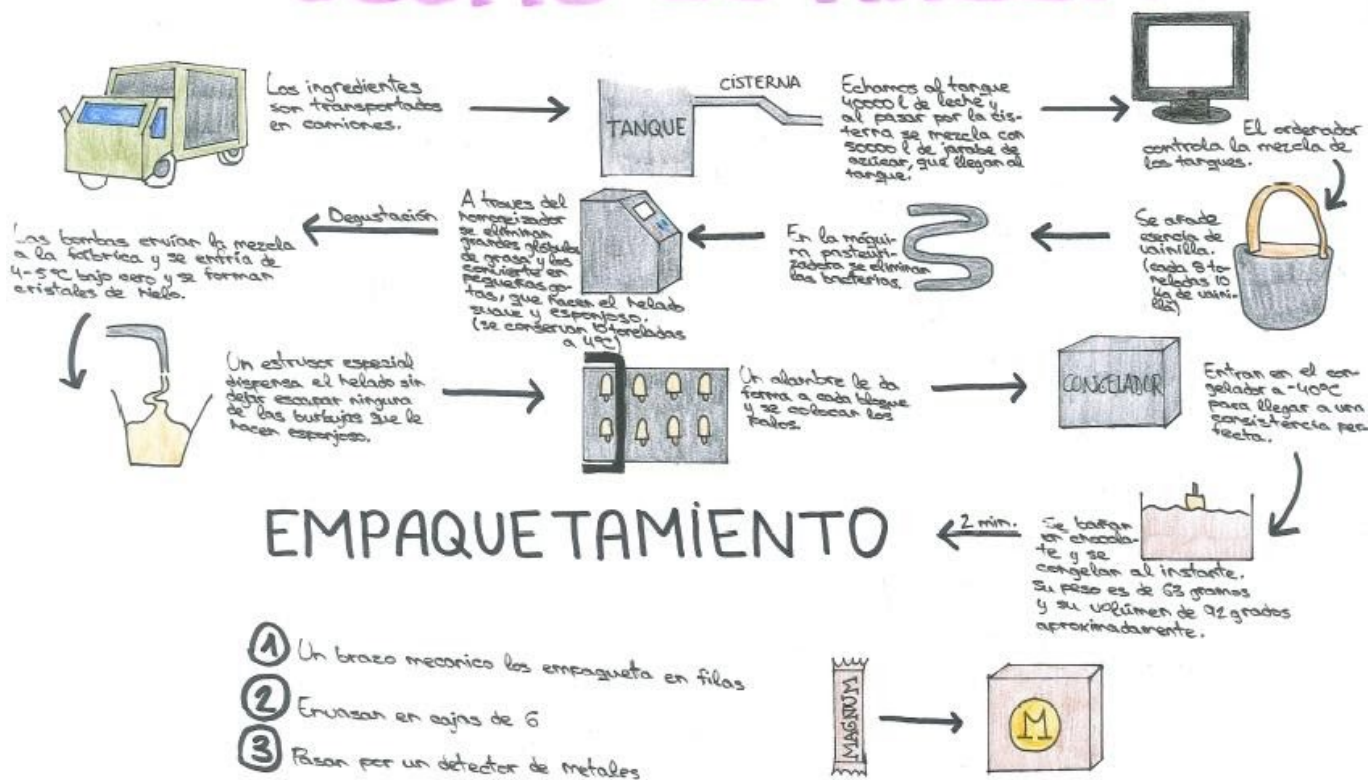 Los ingredientes
son transportados
en camiones.
TANQUE
CISTERNA
Echamos al tanque
40000 l de leche y
al pasar por la cis-
terna se mezcla con
50000 l de jarabe de
azúcar, que llegan al
tanque.
El ordenador
controla la mezcla de
los tanques.
Se añade
esencia de
vainilla.
(cada 8 to-
neladas 10
kg de vaini-
lla)
En la máqui-
na pasteuri-
zadora se eliminan
las bacterias.
A traves del
homogeizador
se eliminan
grandes glóbulos
de grasa y los
convierte en
pequeñas go-
tas, que hacen el helado
suave y esponjoso.
(se conservan toneladas
a 4ºC)
Degustación
Las bombas envían la mezcla
a la fábrica y se enfría de
4-5 ºC bajo cero y se forman
cristales de hielo.
Un estrusor espezial
dispensa el helado sin
dejar escapar ninguna
de las burbujas que le
hacen esponjoso.
Un alambre le da
forma a cada bloque
y se colocan los
palos.
CONGELADOR
Entran en el con-
gelador a -40ºC
para llegar a una
consistencia per-
fecta.
Se bañan
en chocola-
te y se
congelan al instante.
Su peso es de 63 gramos
y su volúmen de 92 grados
aproximadamente.
2 min.
EMPAQUETAMIENTO
1 Un brazo mecanico los empaqueta en filas
2 Envasan en cajas de 6
3 Pasan por un detector de metales
MAGNUM
M